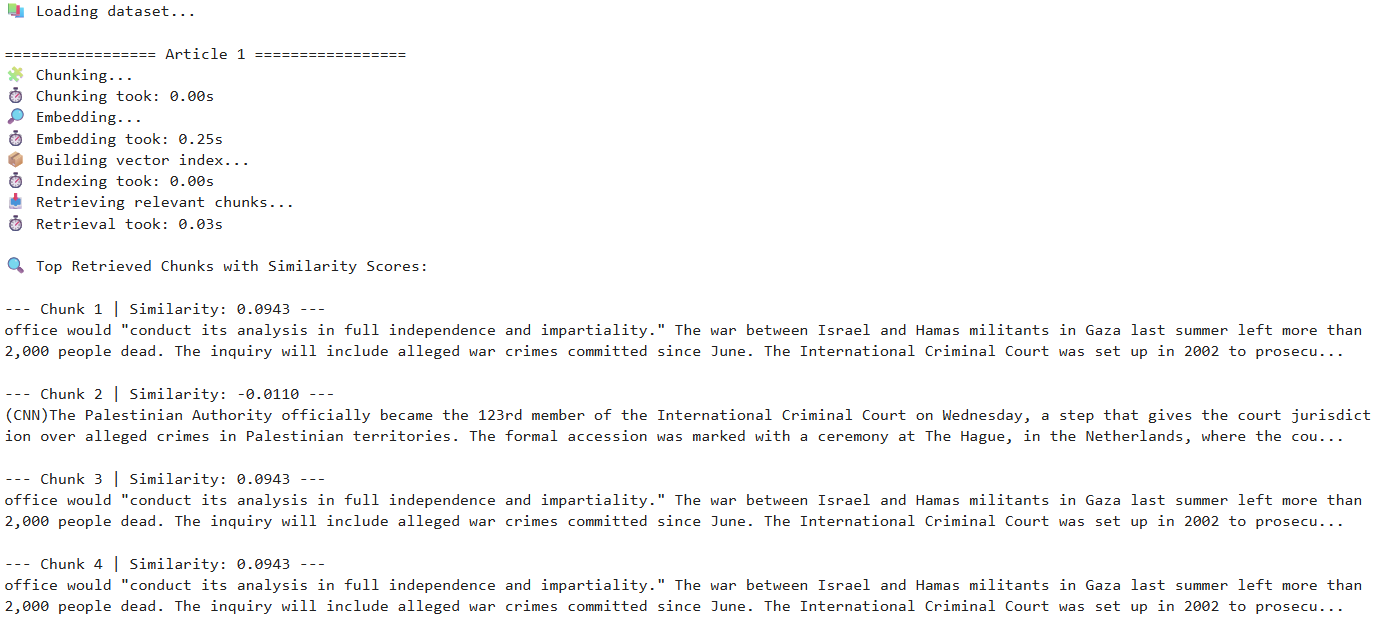 📚 Loading dataset...
================= Article 1 =================
🧩 Chunking...
⏱ Chunking took: 0.00s
🔎 Embedding...
⏱ Embedding took: 0.25s
📦 Building vector index...
⏱ Indexing took: 0.00s
📥 Retrieving relevant chunks...
⏱ Retrieval took: 0.03s
🔍 Top Retrieved Chunks with Similarity Scores:
--- Chunk 1 | Similarity: 0.0943 ---
office would "conduct its analysis in full independence and impartiality." The war between Israel and Hamas militants in Gaza last summer left more than
2,000 people dead. The inquiry will include alleged war crimes committed since June. The International Criminal Court was set up in 2002 to prosecu...
--- Chunk 2 | Similarity: -0.0110 ---
(CNN)The Palestinian Authority officially became the 123rd member of the International Criminal Court on Wednesday, a step that gives the court jurisdict
ion over alleged crimes in Palestinian territories. The formal accession was marked with a ceremony at The Hague, in the Netherlands, where the cou...
--- Chunk 3 | Similarity: 0.0943 ---
office would "conduct its analysis in full independence and impartiality." The war between Israel and Hamas militants in Gaza last summer left more than
2,000 people dead. The inquiry will include alleged war crimes committed since June. The International Criminal Court was set up in 2002 to prosecu...
--- Chunk 4 | Similarity: 0.0943 ---
office would "conduct its analysis in full independence and impartiality." The war between Israel and Hamas militants in Gaza last summer left more than
2,000 people dead. The inquiry will include alleged war crimes committed since June. The International Criminal Court was set up in 2002 to prosecu...